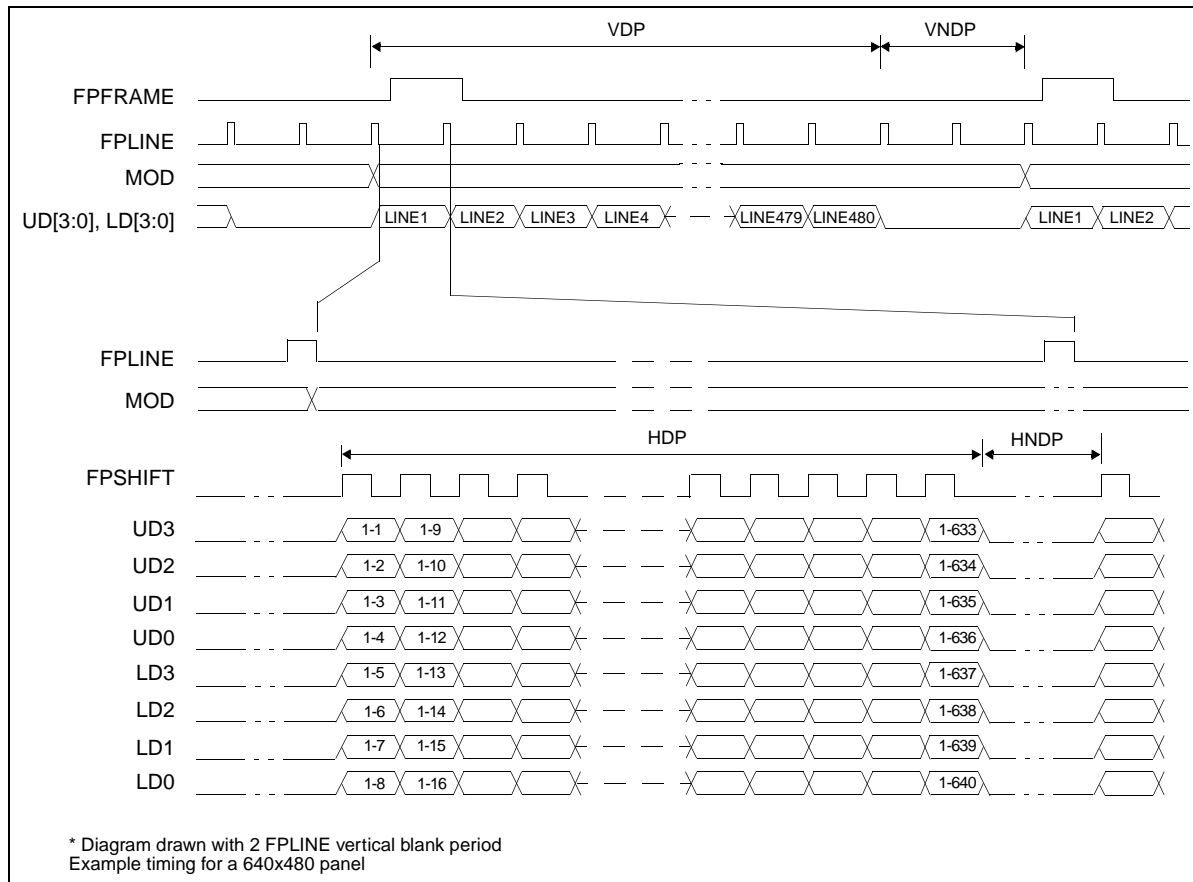 VDP VNDP
FPFRAME
FPLINE
MOD
UD[3:0], LD[3:0] LINE1 LINE2 LINE3 LINE4 LINE479 LINE480 LINE1 LINE2
FPLINE
MOD
HDP HNDP
FPSHIFT
UD3 1-1 1-9 1-633
UD2 1-2 1-10 1-634
UD1 1-3 1-11 1-635
UD0 1-4 1-12 1-636
LD3 1-5 1-13 1-637
LD2 1-6 1-14 1-638
LD1 1-7 1-15 1-639
LD0 1-8 1-16 1-640
* Diagram drawn with 2 FPLINE vertical blank period
Example timing for a 640x480 panel